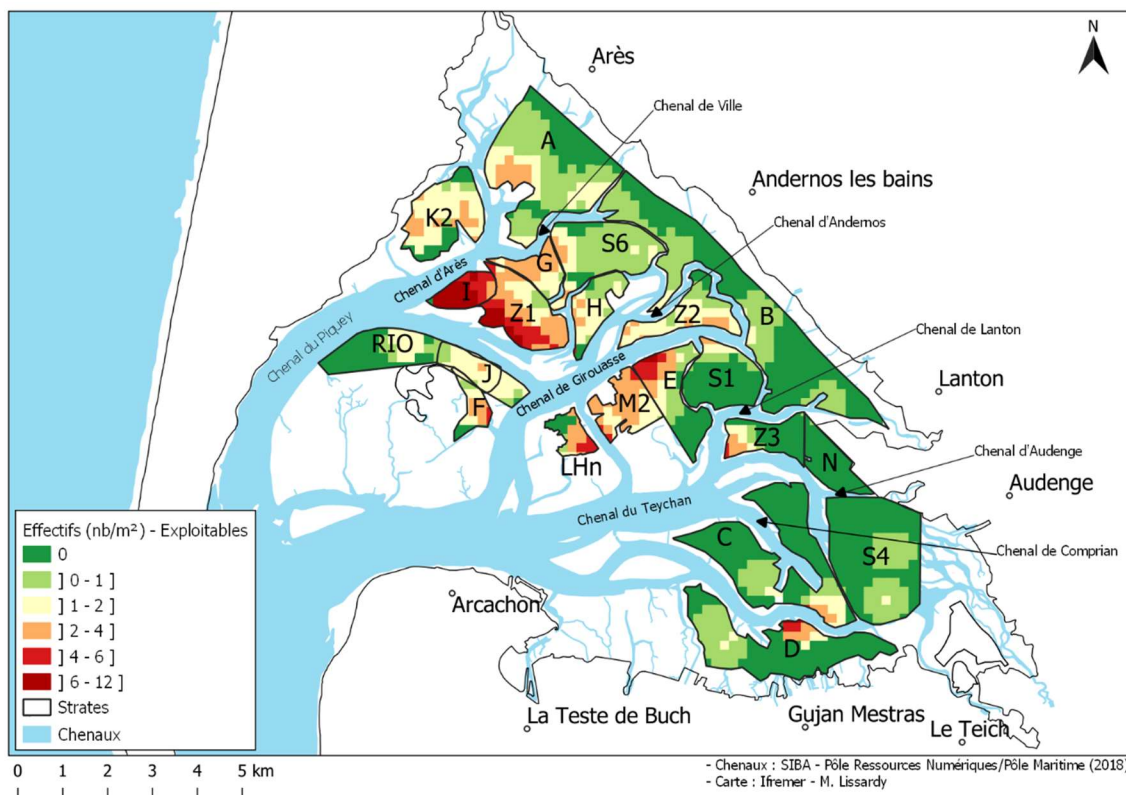 N
Arès
Chenal de Ville
A
Andernos les bains
K2
Chenal d'Andernos
S6
G
Chenal d'Arès
I
Z1
H
Z2
B
Chenal de Lanton
Chenal du Piquey
RIO
J
Chenal de Girouasse
E
S1
Lanton
F
M2
LHn
Z3
N
Chenal d'Audenge
Audenge
Chenal du Teychan
C
S4
Chenal de Comprian
Arcachon
D
La Teste de Buch
Gujan Mestras
Le Teich
Effectifs (nb/m²) - Exploitables
0
] 0 - 1 ]
] 1 - 2 ]
] 2 - 4 ]
] 4 - 6 ]
] 6 - 12 ]
Strates
Chenaux
0 1 2 3 4 5 km
- Chenaux : SIBA - Pôle Ressources Numériques/Pôle Maritime (2018)
- Carte : Ifremer - M. Lissardy